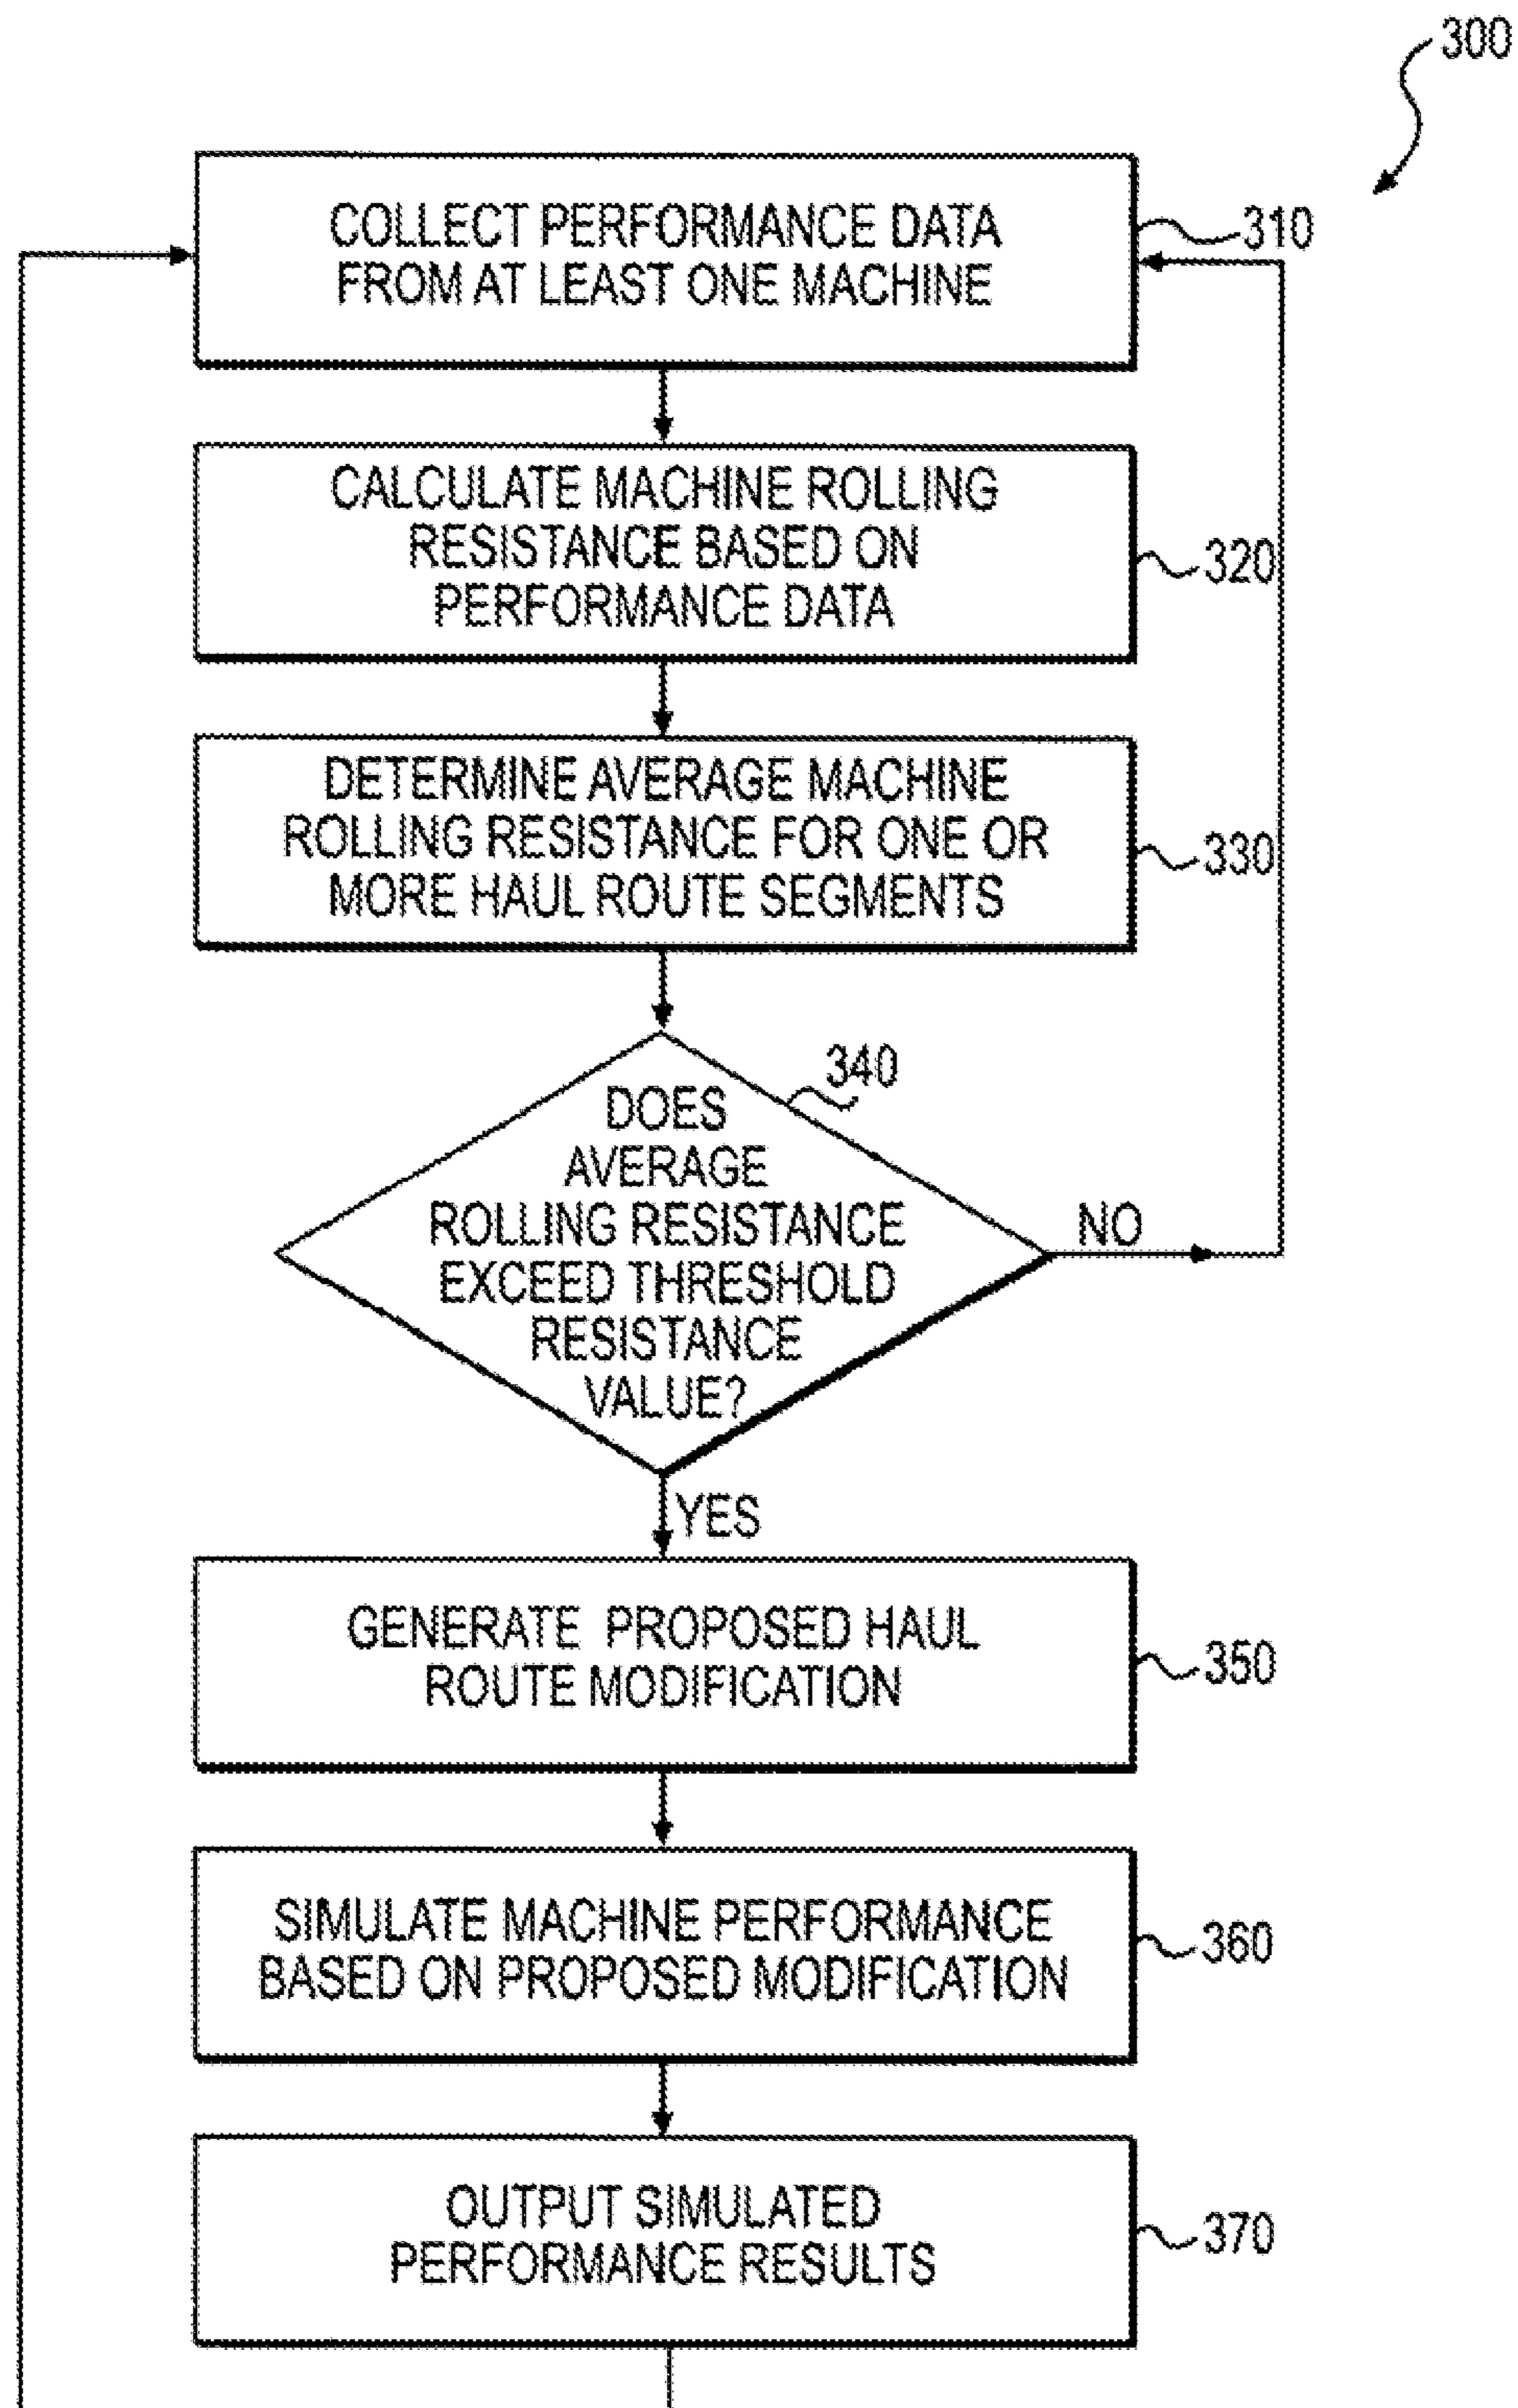 300
COLLECT PERFORMANCE DATA
FROM AT LEAST ONE MACHINE
310
CALCULATE MACHINE ROLLING
RESISTANCE BASED ON
PERFORMANCE DATA
320
DETERMINE AVERAGE MACHINE
ROLLING RESISTANCE FOR ONE OR
MORE HAUL ROUTE SEGMENTS
330
340
DOES
AVERAGE
ROLLING RESISTANCE
EXCEED THRESHOLD
RESISTANCE
VALUE?
NO
YES
GENERATE PROPOSED HAUL
ROUTE MODIFICATION
350
SIMULATE MACHINE PERFORMANCE
BASED ON PROPOSED MODIFICATION
360
OUTPUT SIMULATED
PERFORMANCE RESULTS
370